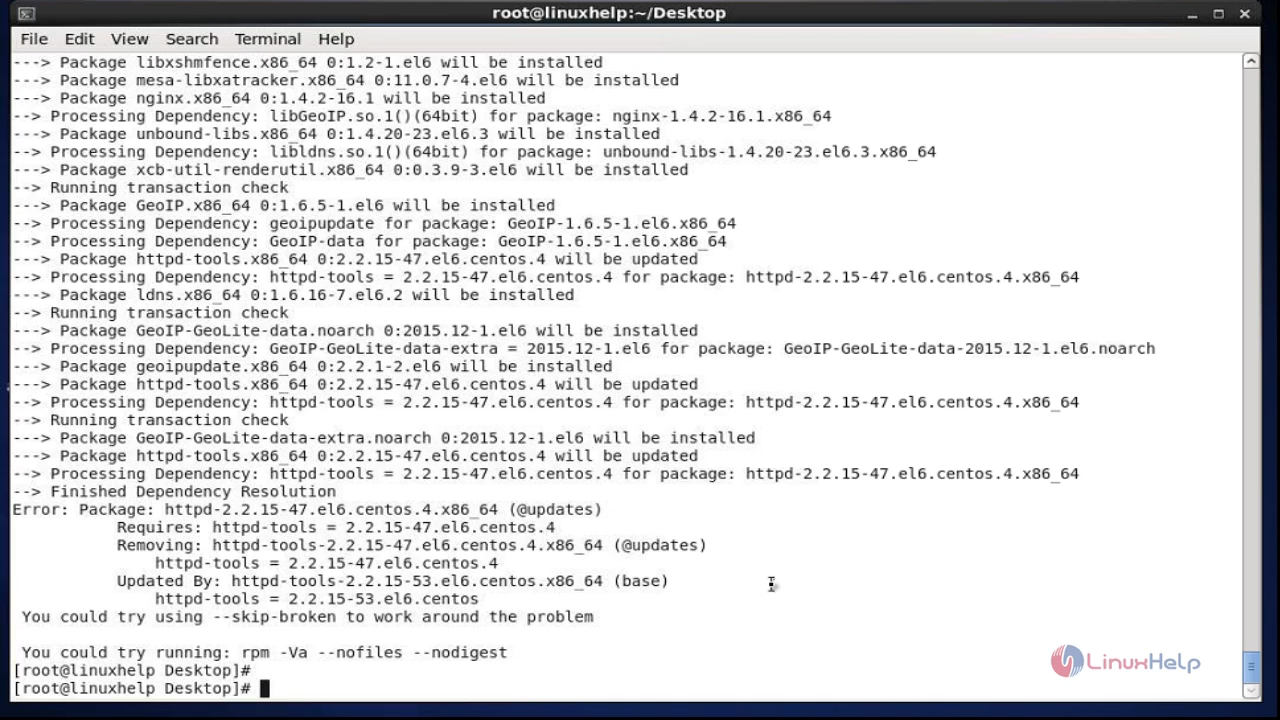 root@linuxhelp:~/Desktop
File Edit View Search Terminal Help
---> Package libxshmfence.x86_64 0:1.2-1.el6 will be installed
---> Package mesa-libxatracker.x86_64 0:11.0.7-4.el6 will be installed
---> Package nginx.x86_64 0:1.4.2-16.1 will be installed
--> Processing Dependency: libGeoIP.so.1()(64bit) for package: nginx-1.4.2-16.1.x86_64
---> Package unbound-libs.x86_64 0:1.4.20-23.el6.3 will be installed
--> Processing Dependency: libldns.so.1()(64bit) for package: unbound-libs-1.4.20-23.el6.3.x86_64
---> Package xcb-util-renderutil.x86_64 0:0.3.9-3.el6 will be installed
--> Running transaction check
---> Package GeoIP.x86_64 0:1.6.5-1.el6 will be installed
--> Processing Dependency: geoipupdate for package: GeoIP-1.6.5-1.el6.x86_64
--> Processing Dependency: GeoIP-data for package: GeoIP-1.6.5-1.el6.x86_64
---> Package httpd-tools.x86_64 0:2.2.15-47.el6.centos.4 will be updated
--> Processing Dependency: httpd-tools = 2.2.15-47.el6.centos.4 for package: httpd-2.2.15-47.el6.centos.4.x86_64
---> Package ldns.x86_64 0:1.6.16-7.el6.2 will be installed
--> Running transaction check
---> Package GeoIP-GeoLite-data.noarch 0:2015.12-1.el6 will be installed
--> Processing Dependency: GeoIP-GeoLite-data-extra = 2015.12-1.el6 for package: GeoIP-GeoLite-data-2015.12-1.el6.noarch
---> Package geoipupdate.x86_64 0:2.2.1-2.el6 will be installed
---> Package httpd-tools.x86_64 0:2.2.15-47.el6.centos.4 will be updated
--> Processing Dependency: httpd-tools = 2.2.15-47.el6.centos.4 for package: httpd-2.2.15-47.el6.centos.4.x86_64
--> Running transaction check
---> Package GeoIP-GeoLite-data-extra.noarch 0:2015.12-1.el6 will be installed
---> Package httpd-tools.x86_64 0:2.2.15-47.el6.centos.4 will be updated
--> Processing Dependency: httpd-tools = 2.2.15-47.el6.centos.4 for package: httpd-2.2.15-47.el6.centos.4.x86_64
--> Finished Dependency Resolution
Error: Package: httpd-2.2.15-47.el6.centos.4.x86_64 (@updates)
Requires: httpd-tools = 2.2.15-47.el6.centos.4
Removing: httpd-tools-2.2.15-47.el6.centos.4.x86_64 (@updates)
httpd-tools = 2.2.15-47.el6.centos.4
Updated By: httpd-tools-2.2.15-53.el6.centos.x86_64 (base)
httpd-tools = 2.2.15-53.el6.centos
You could try using --skip-broken to work around the problem
You could try running: rpm -Va --nofiles --nodigest
[root@linuxhelp Desktop]#
[root@linuxhelp Desktop]#
LinuxHelp